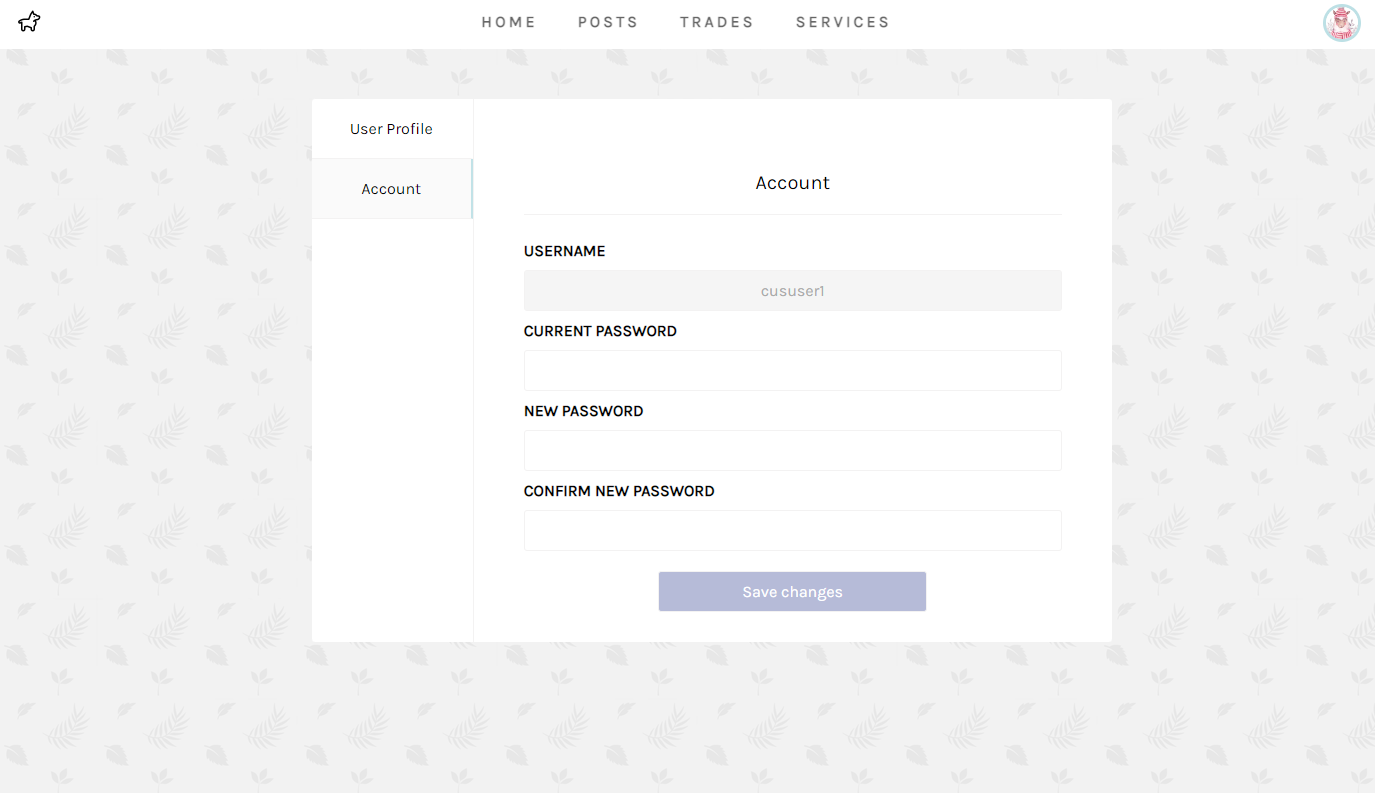 HOME POSTS TRADES SERVICES
User Profile
Account
Account
USERNAME
cususer1
CURRENT PASSWORD
NEW PASSWORD
CONFIRM NEW PASSWORD
Save changes